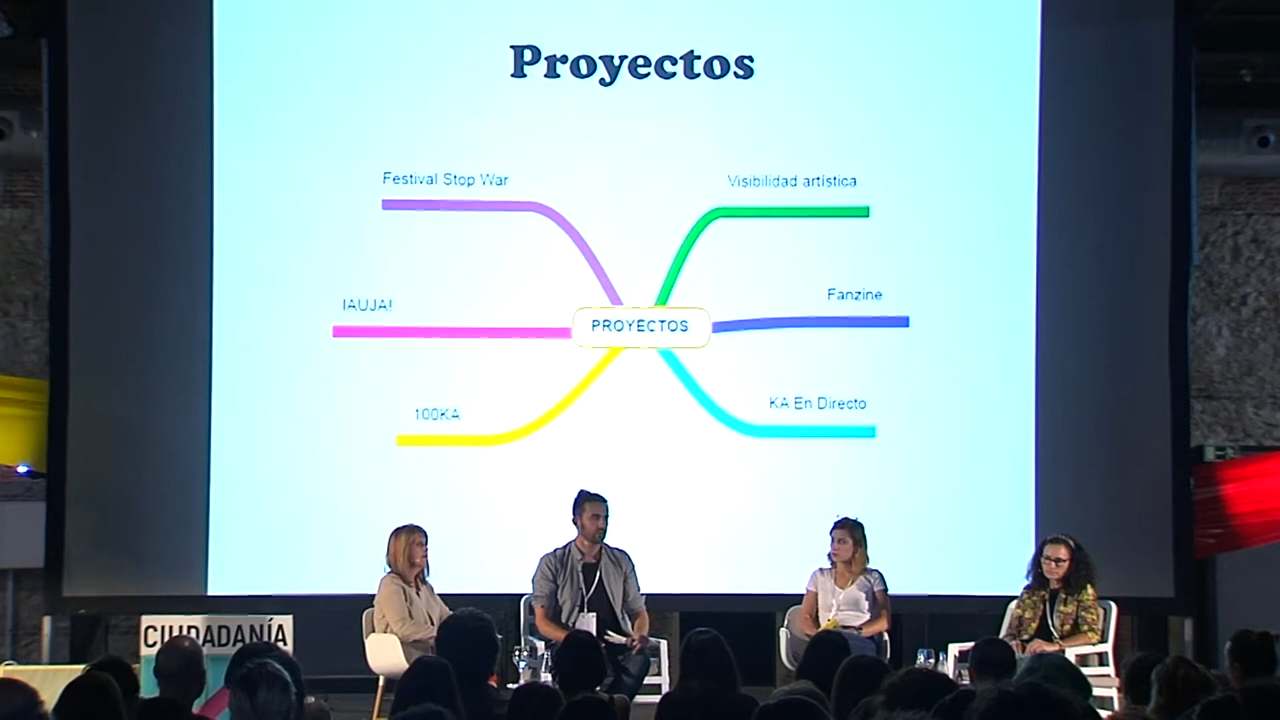 Proyectos
Festival Stop War
Visibilidad artística
¡AUJA!
Fanzine
PROYECTOS
100KA
KA En Directo
CIUDADANÍA